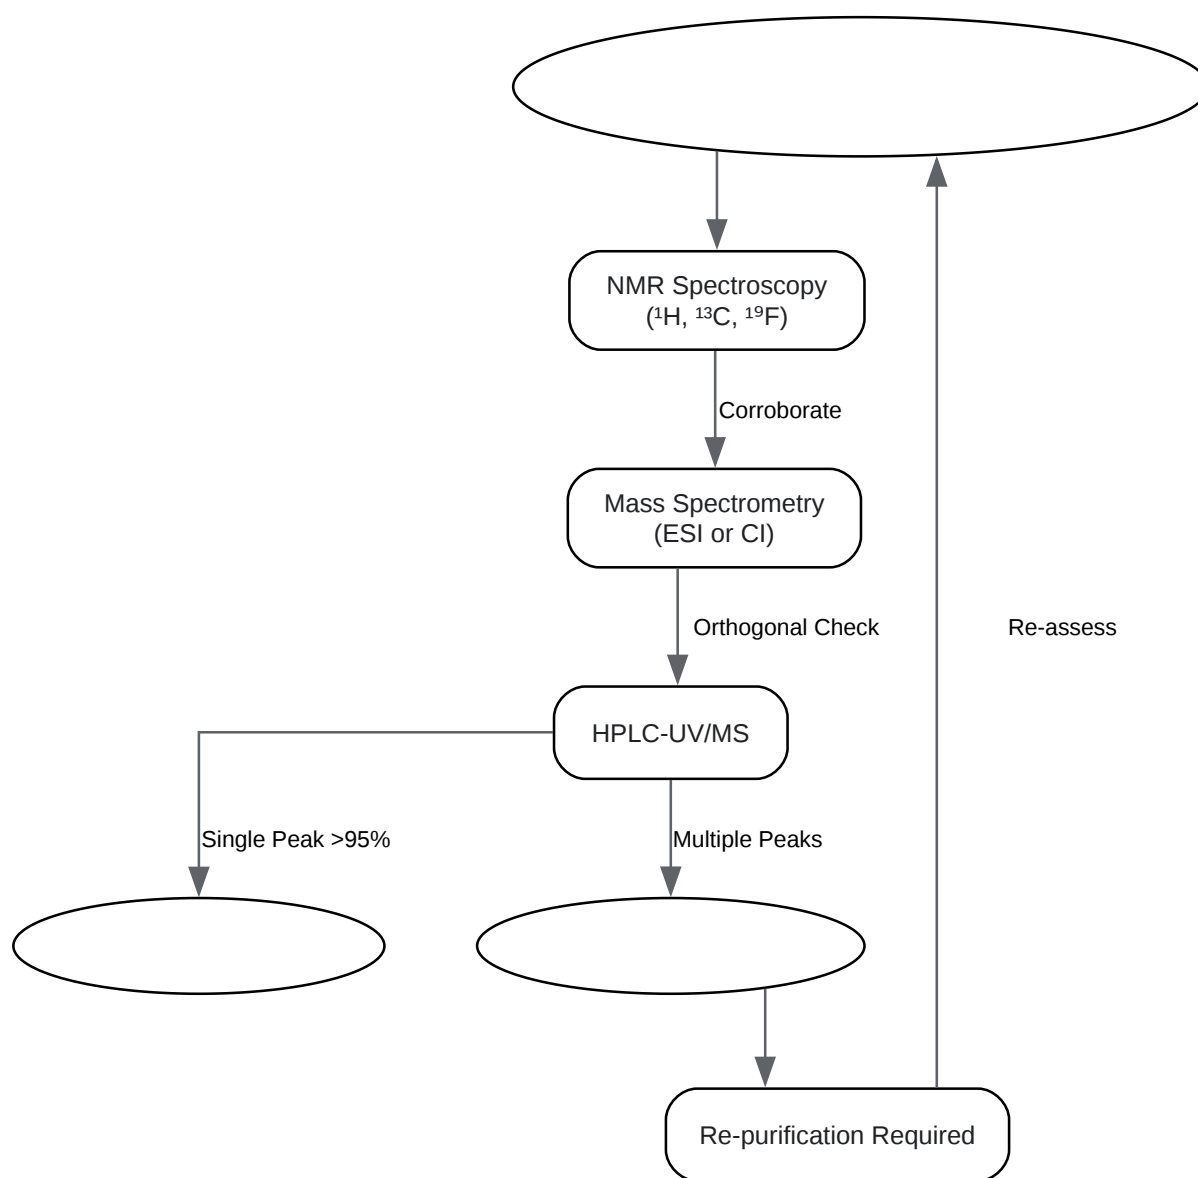 NMR Spectroscopy
(¹H, ¹³C, ¹⁹F)
Corroborate
Mass Spectrometry
(ESI or CI)
Orthogonal Check
Re-assess
HPLC-UV/MS
Single Peak >95%
Multiple Peaks
Re-purification Required